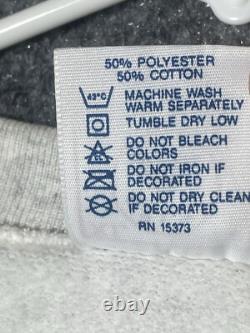 50% POLYESTER
50% COTTON
43°C
MACHINE WASH
WARM SEPARATELY
TUMBLE DRY LOW
DO NOT BLEACH
COLORS
DO NOT IRON IF
DECORATED
DO NOT DRY CLEAN
IF DECORATED
RN 15373